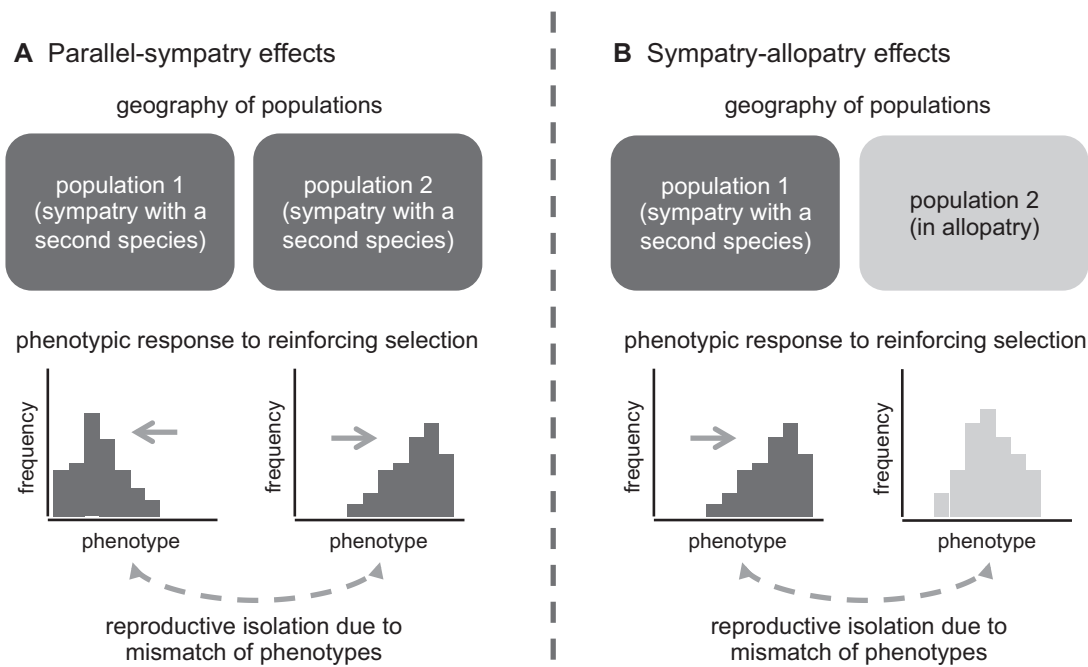 A Parallel-sympatry effects
geography of populations
population 1
(sympatry with a
second species)
population 2
(sympatry with a
second species)
phenotypic response to reinforcing selection
frequency
phenotype
frequency
phenotype
reproductive isolation due to
mismatch of phenotypes
B Sympatry-allopatry effects
geography of populations
population 1
(sympatry with a
second species)
population 2
(in allopatry)
phenotypic response to reinforcing selection
frequency
phenotype
frequency
phenotype
reproductive isolation due to
mismatch of phenotypes